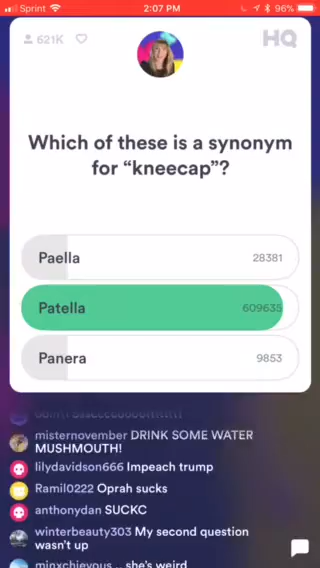 Sprint 2:07 PM 96%
621K HQ
Which of these is a synonym
for “kneecap”?
Paella 28381
Patella 609635
Panera 9853
misternovember DRINK SOME WATER
MUSHMOUTH!
lilydavidson666 Impeach trump
Ramil0222 Oprah sucks
anthonydan SUCKC
winterbeauty303 My second question
wasn't up
minxchievous .. she's weird